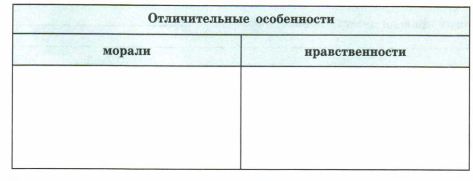 Отличительные особенности
морали
нравственности